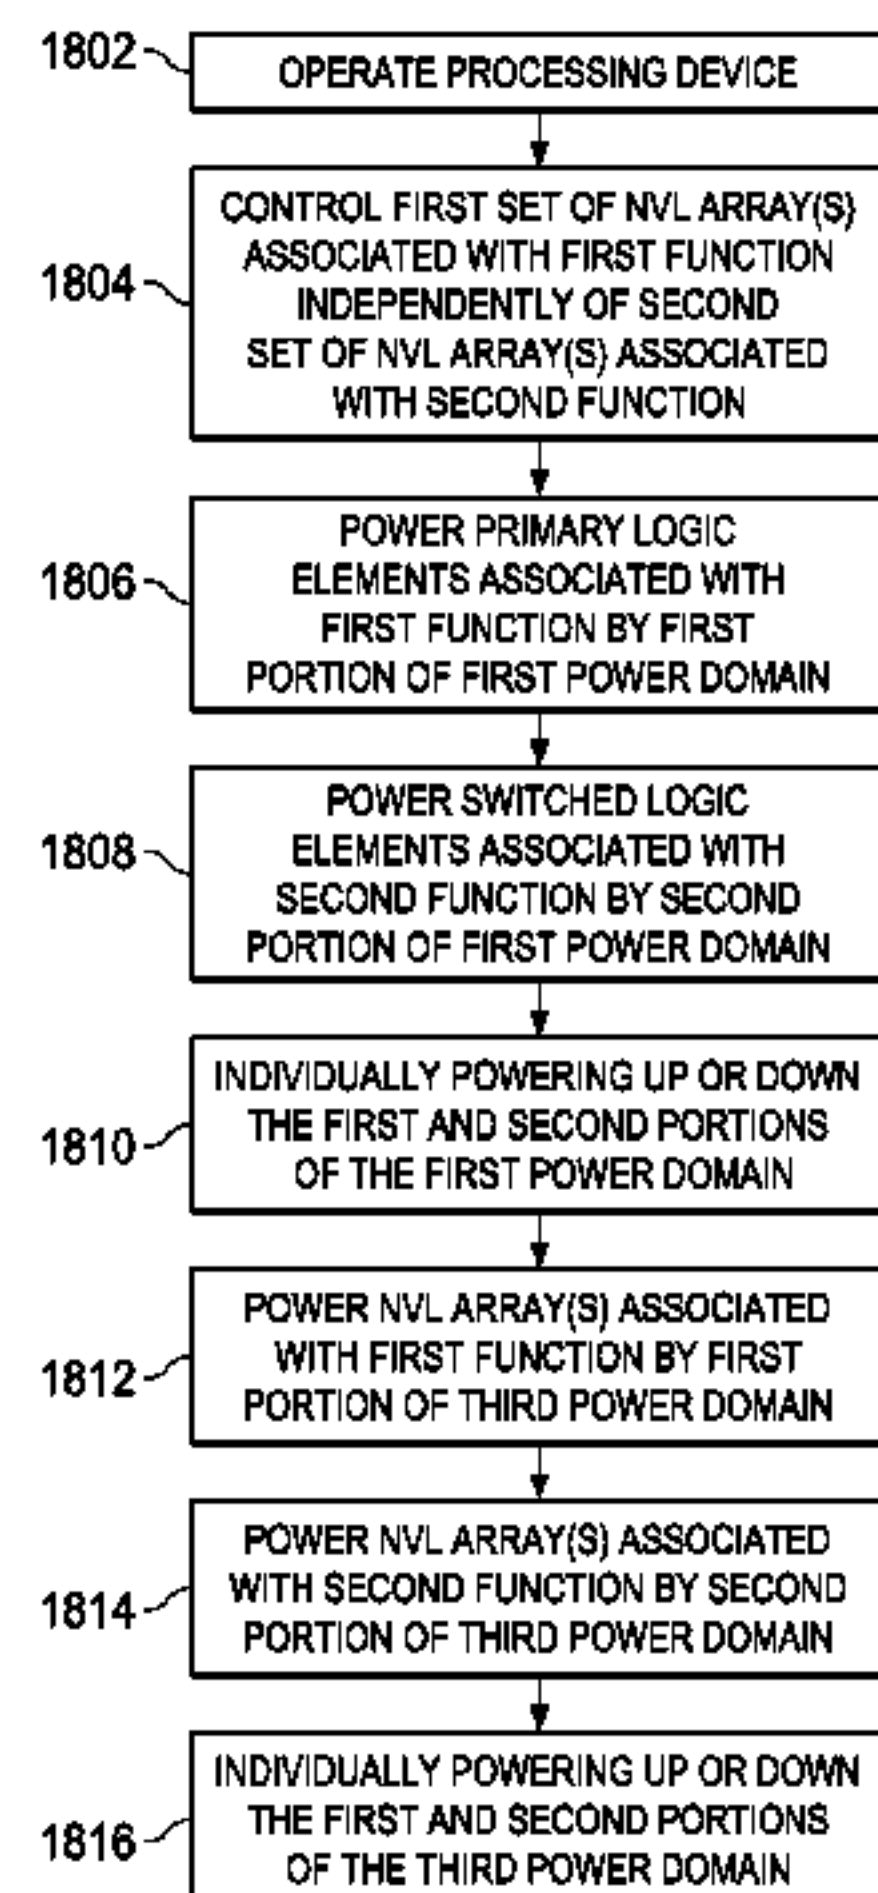 1802
OPERATE PROCESSING DEVICE
1804
CONTROL FIRST SET OF NVL ARRAY(S)
ASSOCIATED WITH FIRST FUNCTION
INDEPENDENTLY OF SECOND
SET OF NVL ARRAY(S) ASSOCIATED
WITH SECOND FUNCTION
1806
POWER PRIMARY LOGIC
ELEMENTS ASSOCIATED WITH
FIRST FUNCTION BY FIRST
PORTION OF FIRST POWER DOMAIN
1808
POWER SWITCHED LOGIC
ELEMENTS ASSOCIATED WITH
SECOND FUNCTION BY SECOND
PORTION OF FIRST POWER DOMAIN
1810
INDIVIDUALLY POWERING UP OR DOWN
THE FIRST AND SECOND PORTIONS
OF THE FIRST POWER DOMAIN
1812
POWER NVL ARRAY(S) ASSOCIATED
WITH FIRST FUNCTION BY FIRST
PORTION OF THIRD POWER DOMAIN
1814
POWER NVL ARRAY(S) ASSOCIATED
WITH SECOND FUNCTION BY SECOND
PORTION OF THIRD POWER DOMAIN
1816
INDIVIDUALLY POWERING UP OR DOWN
THE FIRST AND SECOND PORTIONS
OF THE THIRD POWER DOMAIN